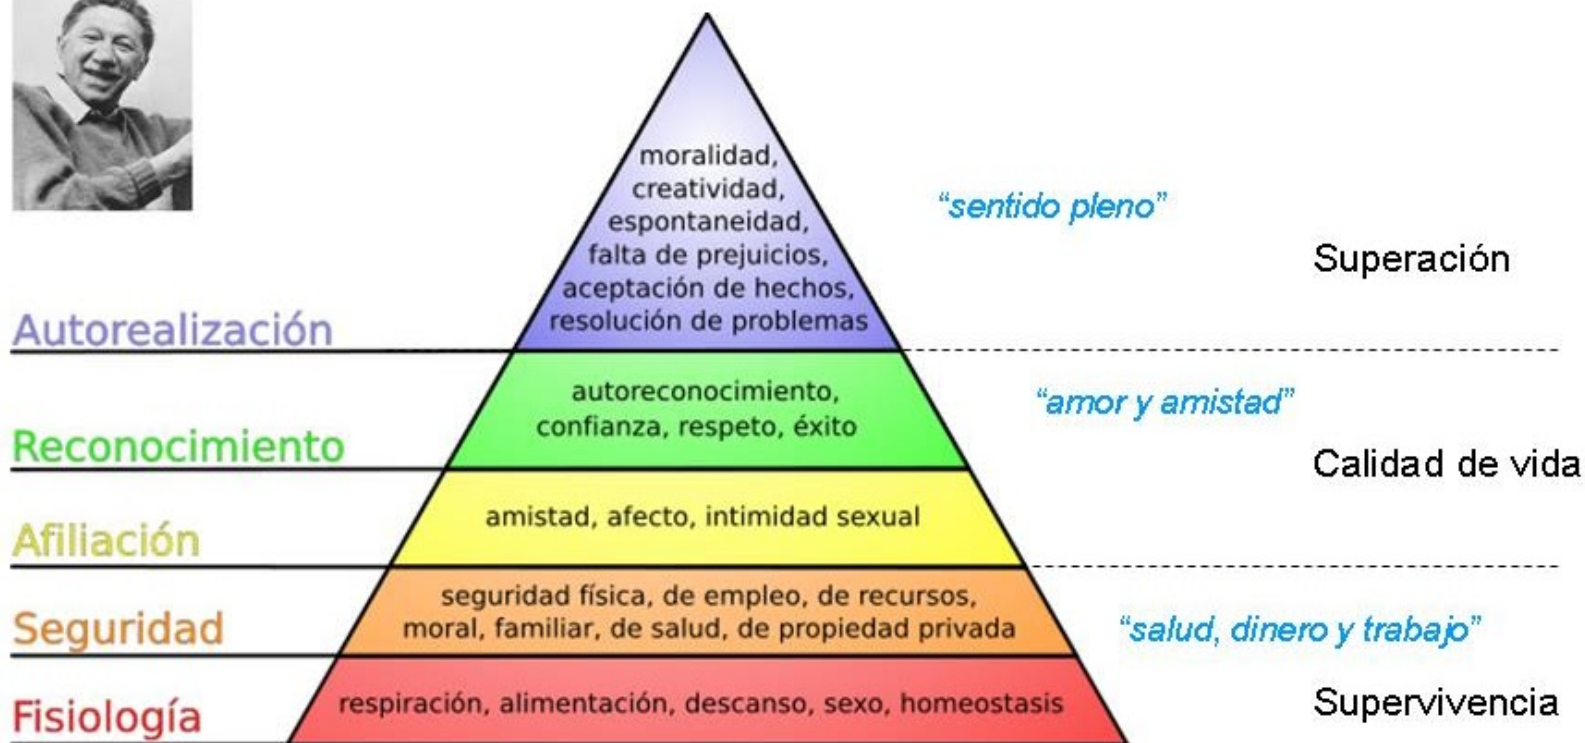 moralidad,
creatividad,
espontaneidad,
falta de prejuicios,
aceptación de hechos,
resolución de problemas
Autorealización
“sentido pleno”
Superación
autoreconocimiento,
confianza, respeto, éxito
Reconocimiento
“amor y amistad”
Calidad de vida
amistad, afecto, intimidad sexual
Afiliación
seguridad física, de empleo, de recursos,
moral, familiar, de salud, de propiedad privada
Seguridad
“salud, dinero y trabajo”
respiración, alimentación, descanso, sexo, homeostasis
Fisiología
Supervivencia